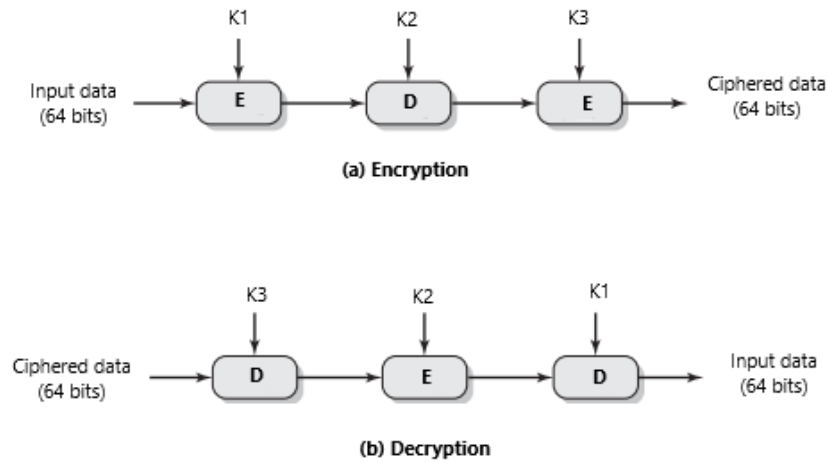 K1 K2 K3
Input data
(64 bits)
E D E
Ciphered data
(64 bits)
(a) Encryption
K3 K2 K1
Ciphered data
(64 bits)
D E D
Input data
(64 bits)
(b) Decryption